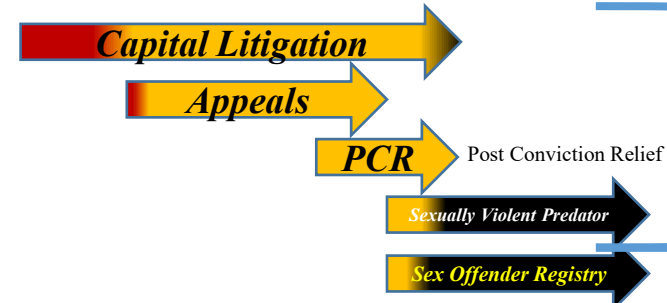 Capital Litigation
Appeals
PCR
Post Conviction Relief
Sexually Violent Predator
Sex Offender Registry